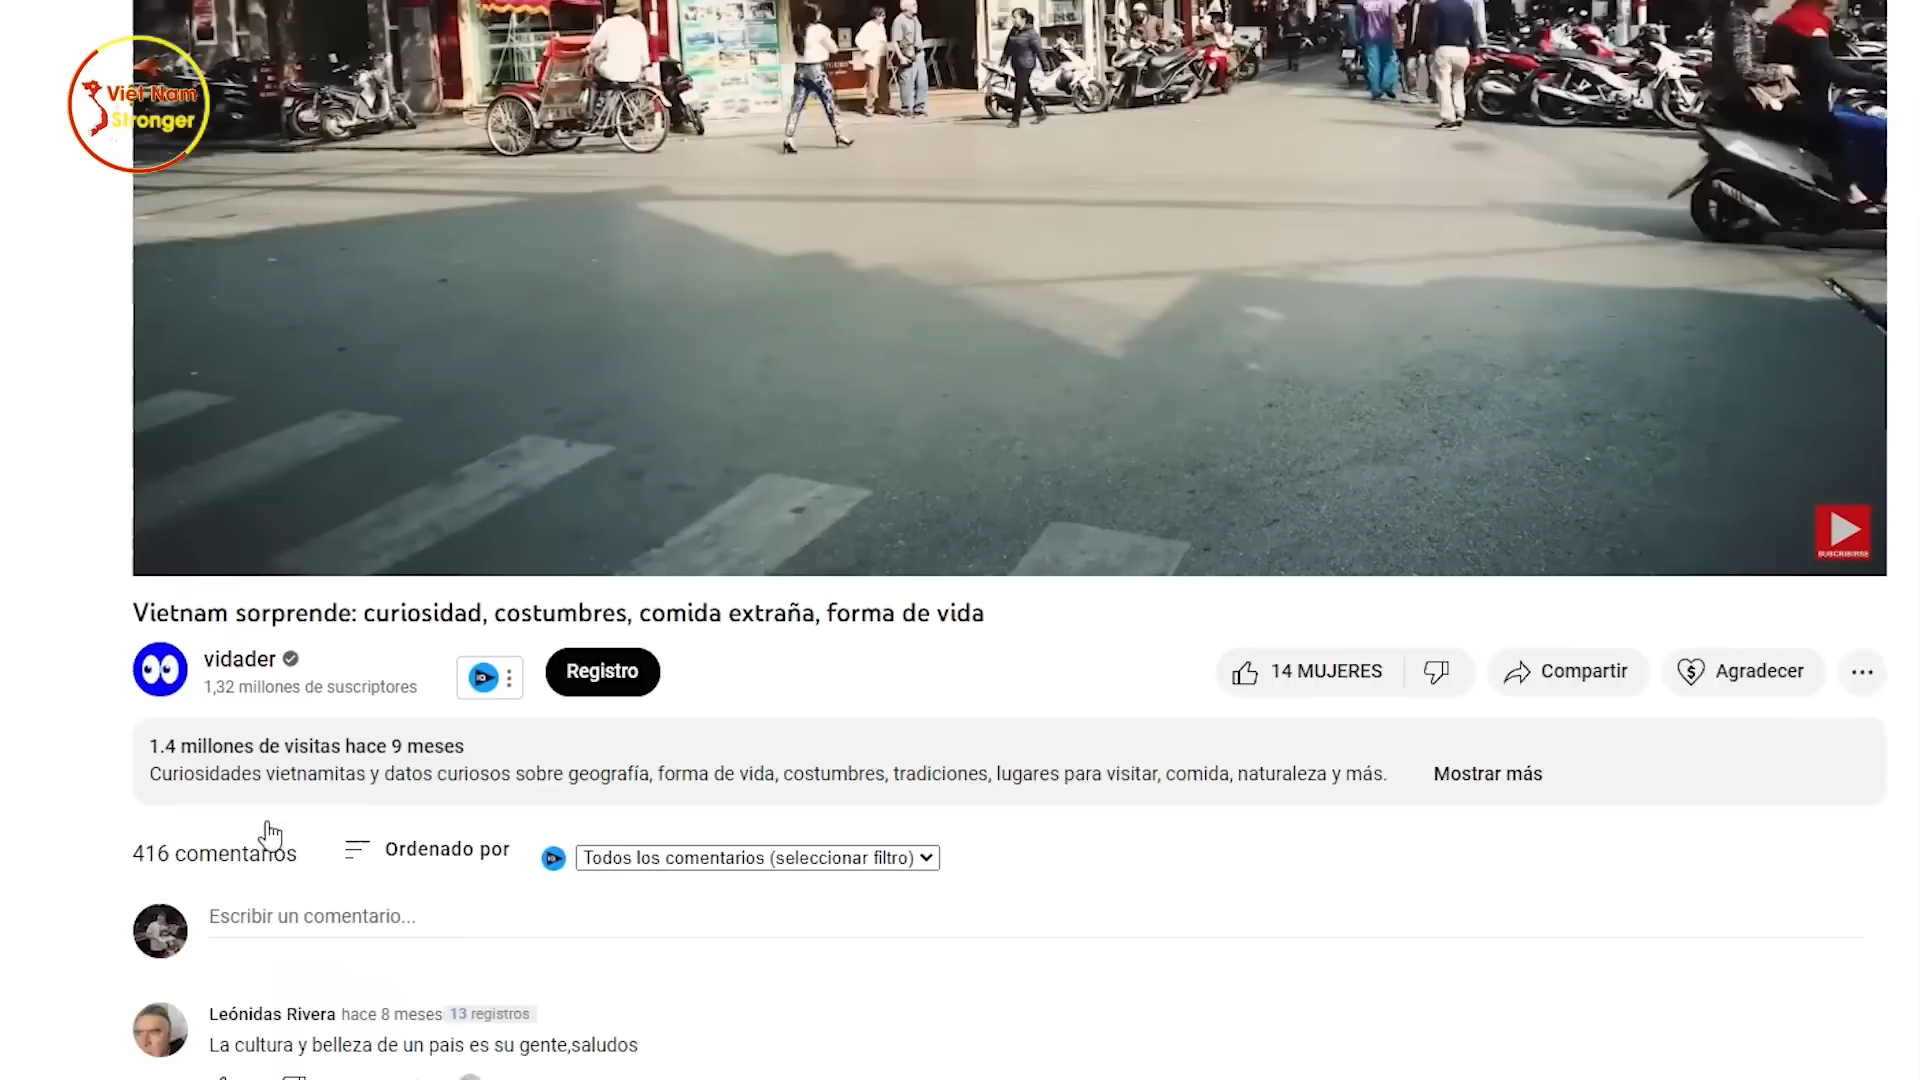 Việt Nam
Stronger
SUSCRIBIRSE
Vietnam sorprende: curiosidad, costumbres, comida extraña, forma de vida
vidader
1,32 millones de suscriptores
Registro
14 MUJERES
Compartir
Agradecer
1.4 millones de visitas hace 9 meses
Curiosidades vietnamitas y datos curiosos sobre geografía, forma de vida, costumbres, tradiciones, lugares para visitar, comida, naturaleza y más. Mostrar más
416 comentarios
Ordenado por
Todos los comentarios (seleccionar filtro)
Escribir un comentario...
Leónidas Rivera hace 8 meses 13 registros
La cultura y belleza de un pais es su gente,saludos